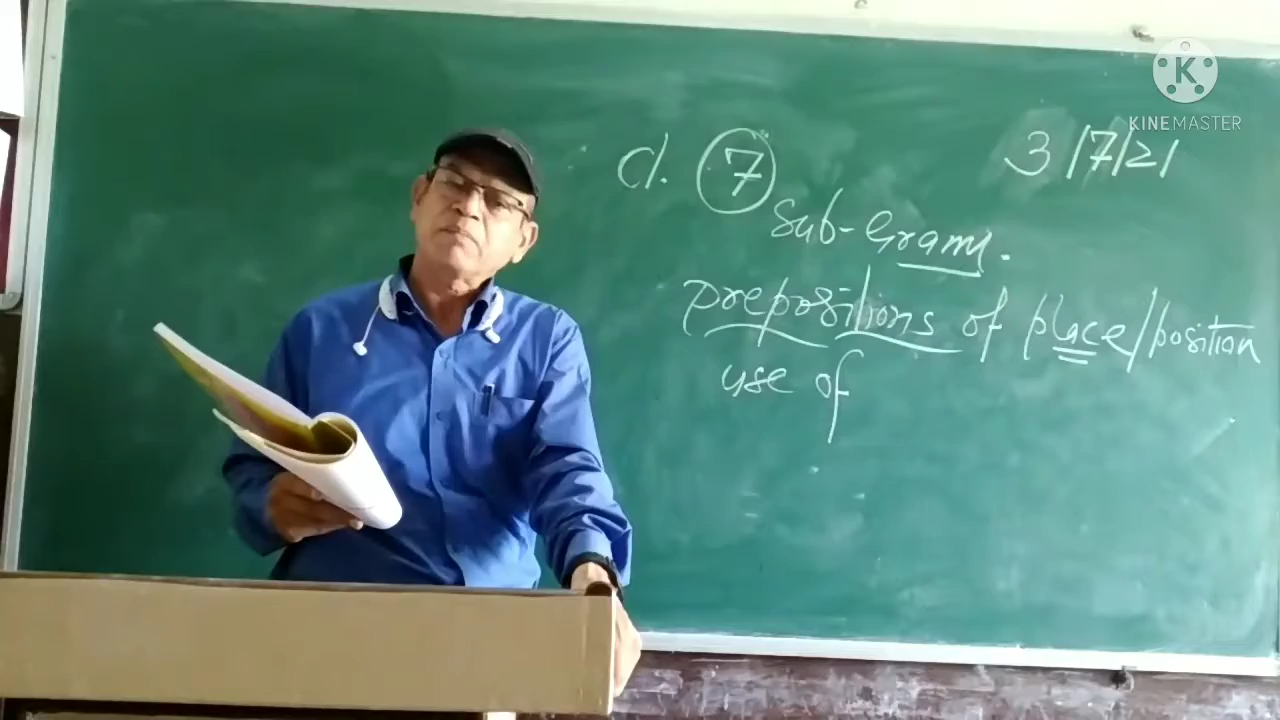 KINEMASTER
cl. 7 3/7/21
Sub-Gram.
prepositions of place/position
use of